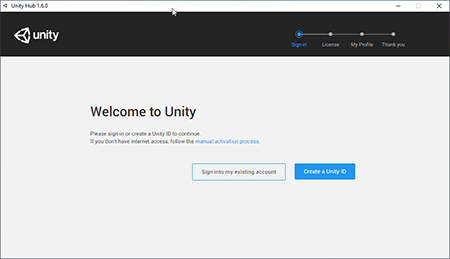 Unity Hub 1.6.0
unity
Sign in
License
My Profile
Thank you
Welcome to Unity
Please sign-in or create a Unity ID to continue.
If you don't have internet access, follow the manual activation process.
Sign into my existing account
Create a Unity ID